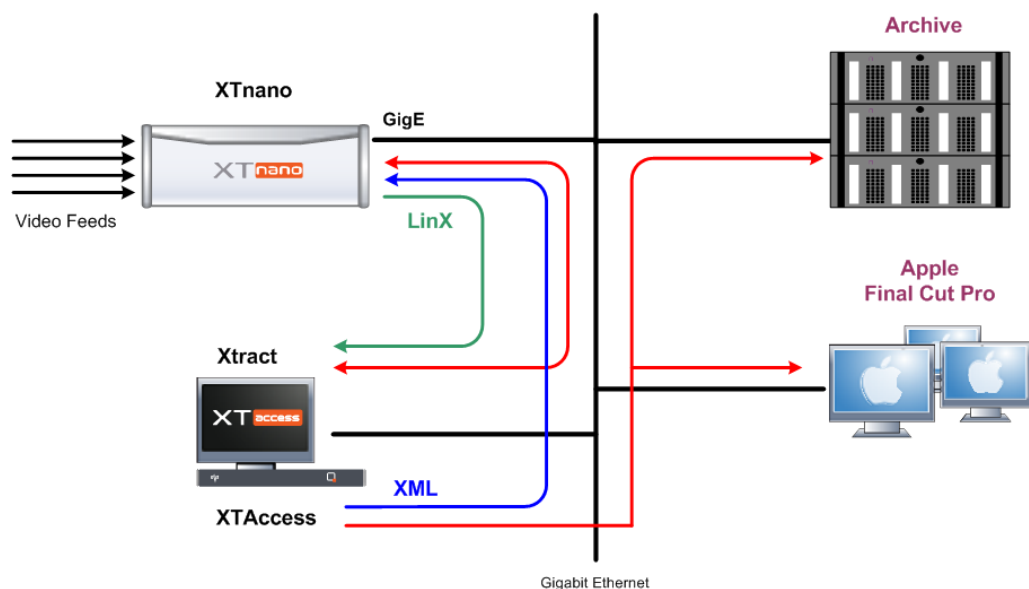 Archive
XTnano
GigE
XTnano
Video Feeds
LinX
Apple
Final Cut Pro
Xtract
XTaccess
XML
XTAccess
Gigabit Ethernet